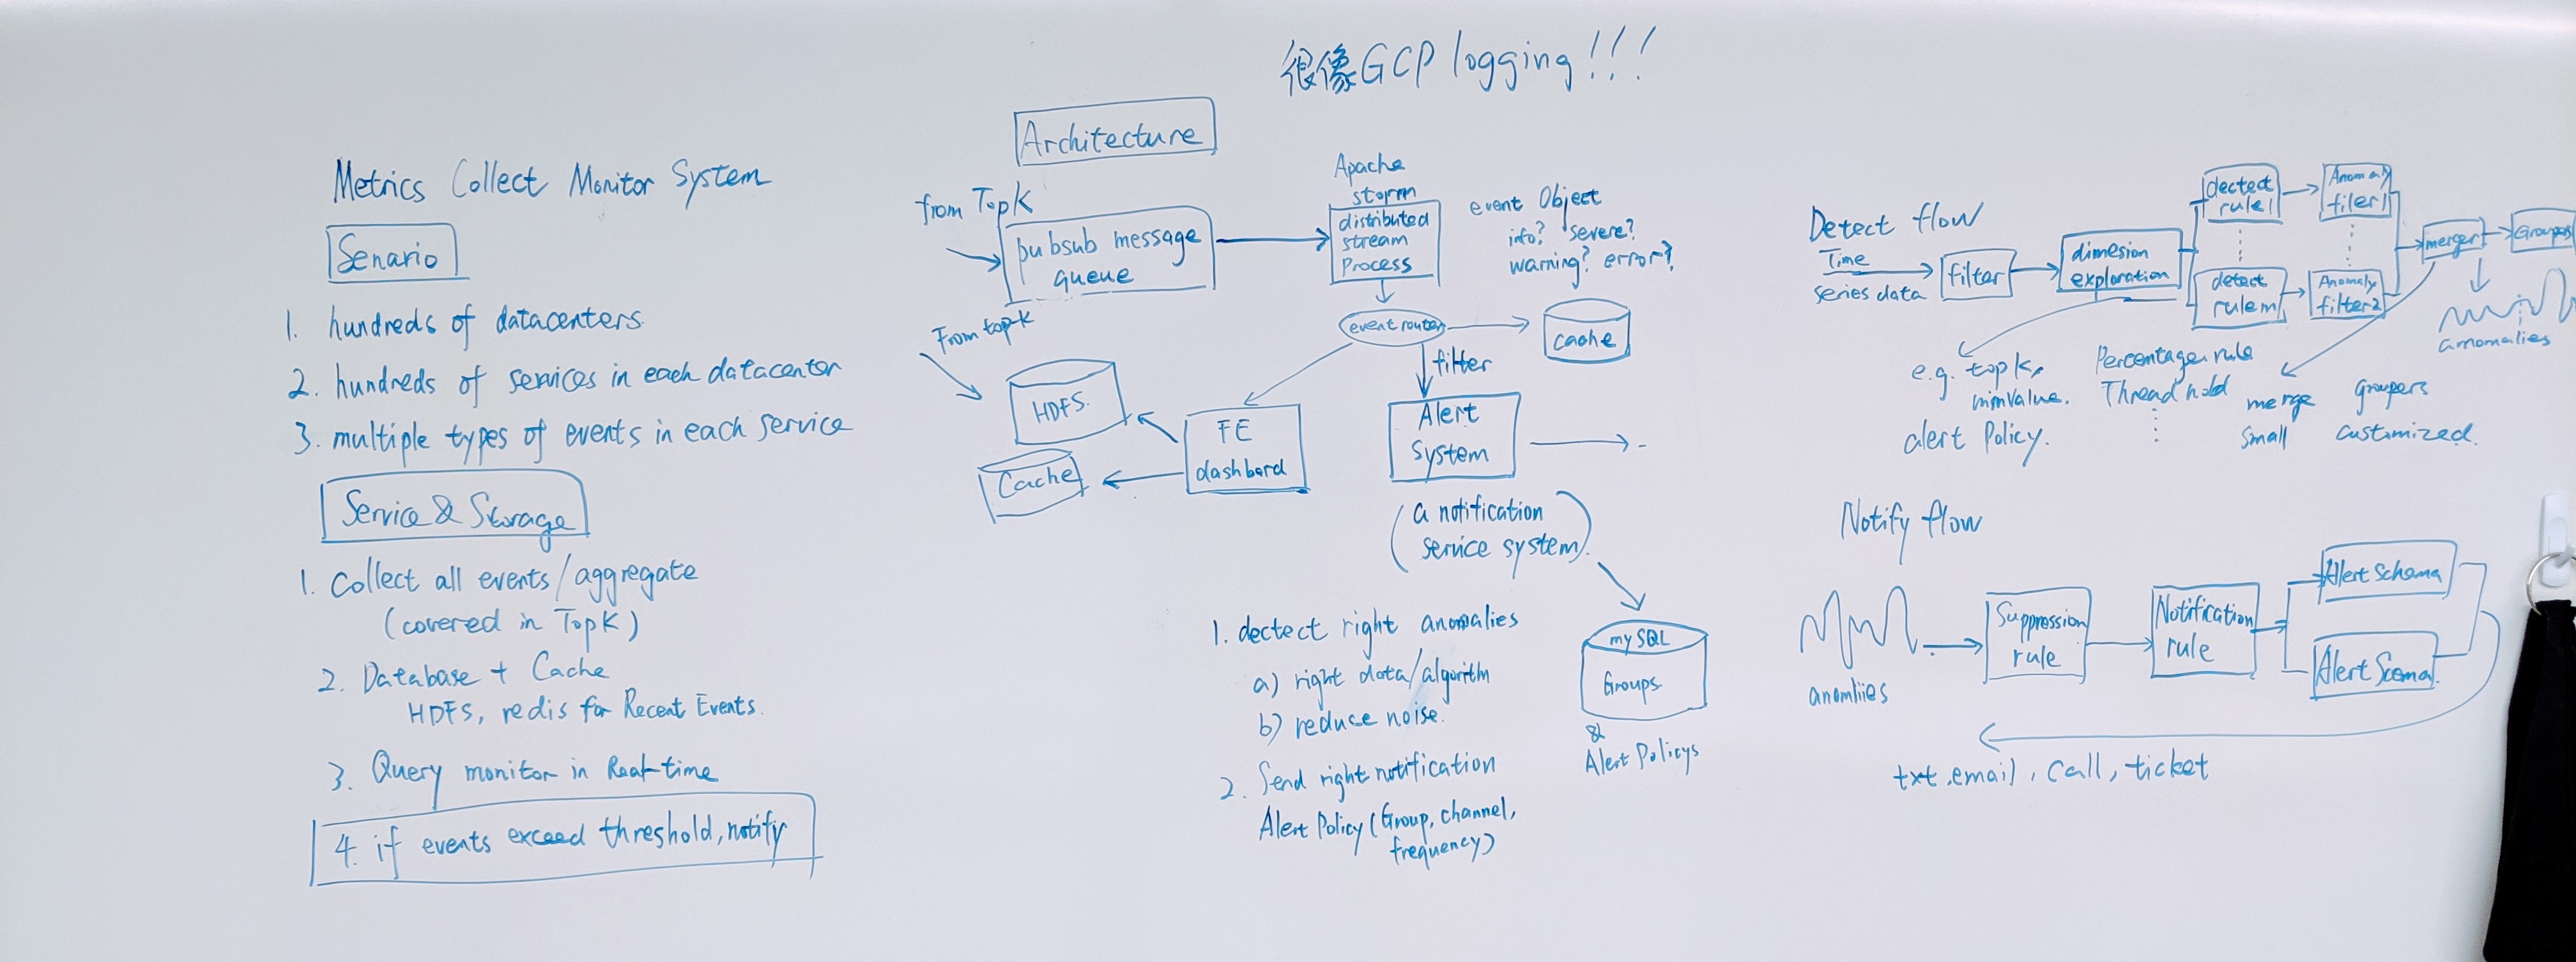 很像GCP logging!!!
Metrics Collect Monitor System
Senario
1. hundreds of datacenters
2. hundreds of services in each datacenter
3. multiple types of events in each service
Service & Storage
1. Collect all events/aggregate
(covered in TopK)
2. Database + Cache
HDFS, redis for Recent Events.
3. Query monitor in Real-time
4. if events exceed threshold, notify
Architecture
from TopK
pubsub message
queue
Apache
storm
distributed
stream
Process
event Object
info? severe?
warning? error?
event router
cache
filter
From top-K
HDFS.
Cache
FE
dashbord
Alert
System
(a notification
service system).
1. dectect right anomalies
a) right data/algorithm
b) reduce noise.
2. Send right notification
Alert Policy (Group, channel,
frequency)
mySQL
Groups.
&
Alert Policys
Detect flow
Time
series data
filter
dimesion
exploration
dectect
rule1
Anomaly
filer1
detect
rulem
Anomaly
filter2
merger
Groupers
anomalies
e.g. topk,
minvalue.
alert Policy.
Percentage rule
Thread hold
merge
small
groupers
customized.
Notify flow
anomliies
Suppression
rule
Notification
rule
Alert Schema
Alert Scema
txt, email, call, ticket